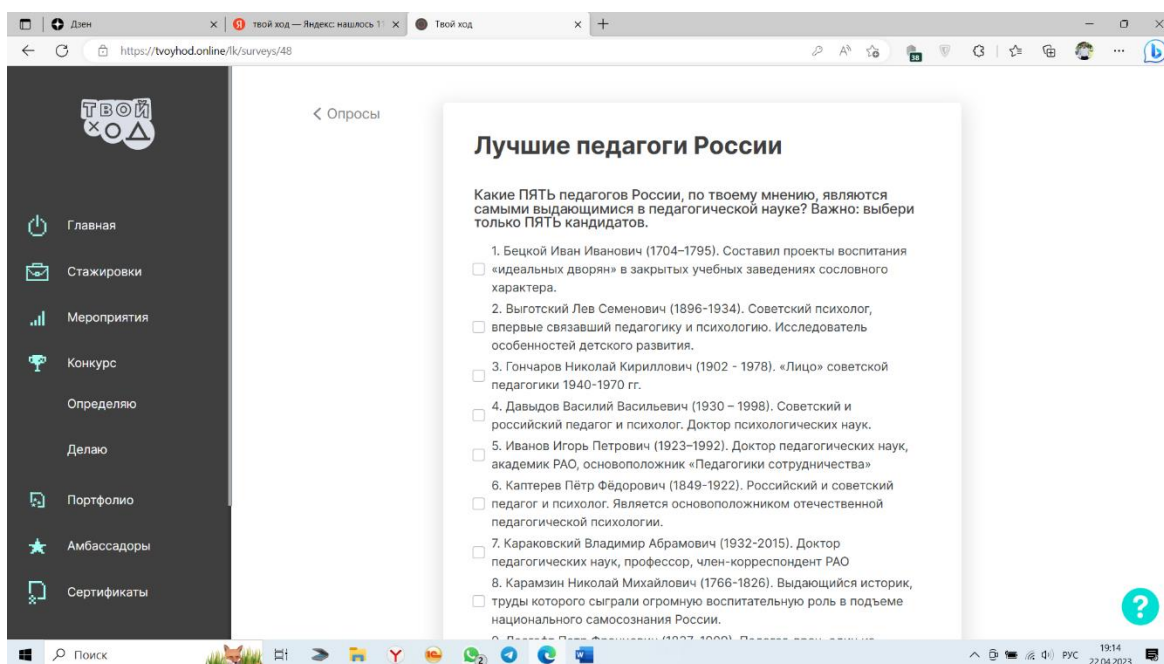 Дзен
твой ход — Яндекс: нашлось 1
Твой ход
https://tvoyhod.online/lk/surveys/48
38
ТВОЙ
ХОД
Опросы
Лучшие педагоги России
Какие ПЯТЬ педагогов России, по твоему мнению, являются
самыми выдающимися в педагогической науке? Важно: выбери
только ПЯТЬ кандидатов.
1. Бецкой Иван Иванович (1704–1795). Составил проекты воспитания
«идеальных дворян» в закрытых учебных заведениях сословного
характера.
2. Выготский Лев Семенович (1896-1934). Советский психолог,
впервые связавший педагогику и психологию. Исследователь
особенностей детского развития.
3. Гончаров Николай Кириллович (1902 - 1978). «Лицо» советской
педагогики 1940-1970 гг.
4. Давыдов Василий Васильевич (1930 – 1998). Советский и
российский педагог и психолог. Доктор психологических наук.
5. Иванов Игорь Петрович (1923–1992). Доктор педагогических наук,
академик РАО, основоположник «Педагогики сотрудничества»
6. Каптерев Пётр Фёдорович (1849-1922). Российский и советский
педагог и психолог. Является основоположником отечественной
педагогической психологии.
7. Караковский Владимир Абрамович (1932-2015). Доктор
педагогических наук, профессор, член-корреспондент РАО
8. Карамзин Николай Михайлович (1766-1826). Выдающийся историк,
труды которого сыграли огромную воспитательную роль в подъеме
национального самосознания России.
Главная
Стажировки
Мероприятия
Конкурс
Определяю
Делаю
Портфолио
Амбассадоры
Сертификаты
?
Поиск
2
РУС
19:14
22.04.2023